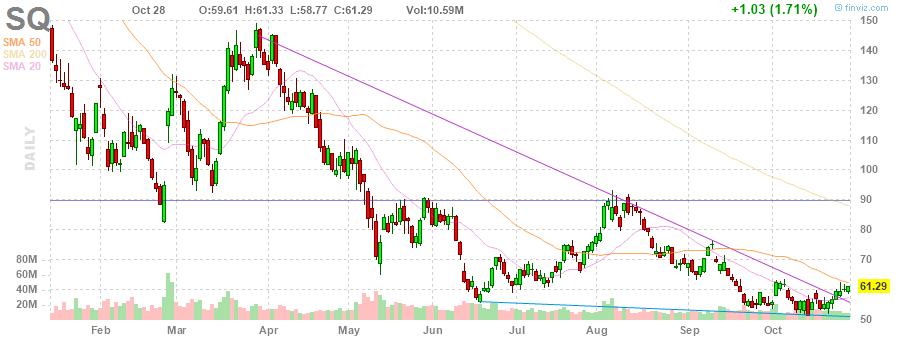 SQ Oct 28 O:59.61 H:61.33 L:58.77 C:61.29 Vol:10.59M +1.03 (1.71%) © finviz.com
SMA 50
SMA 200
SMA 20
DAILY
150
140
130
120
110
100
90
80
70
61.29
50
80M
60M
40M
20M
Feb Mar Apr May Jun Jul Aug Sep Oct